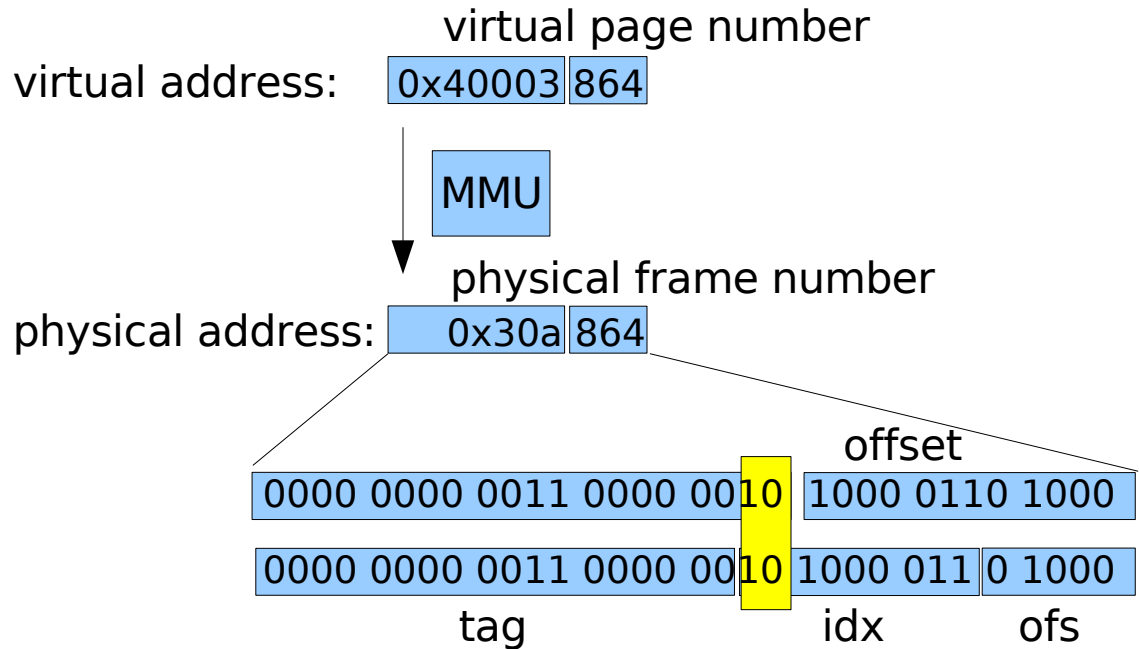 virtual page number
virtual address: 0x40003 864
MMU
physical frame number
physical address: 0x30a 864
offset
0000 0000 0011 0000 0010 1000 0110 1000
0000 0000 0011 0000 0010 1000 011 0 1000
tag idx ofs